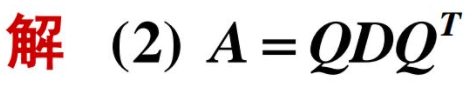 解 (2) A = QDQ^T